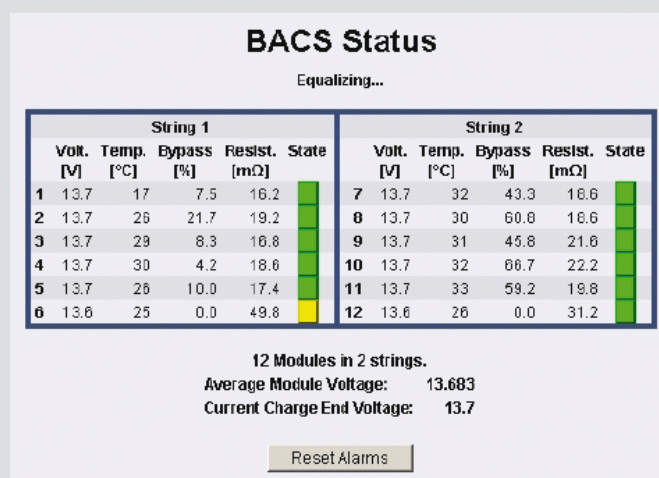 BACS Status
Equalizing...
String 1 String 2
Volt. Temp. Bypass Resist. State Volt. Temp. Bypass Resist. State
[V] [°C] [%] [mΩ] [V] [°C] [%] [mΩ]
1 13.7 17 7.5 16.2 7 13.7 32 43.3 18.6
2 13.7 26 21.7 19.2 8 13.7 30 60.8 18.6
3 13.7 29 8.3 16.8 9 13.7 31 45.8 21.6
4 13.7 30 4.2 18.6 10 13.7 32 66.7 22.2
5 13.7 26 10.0 17.4 11 13.7 33 59.2 19.8
6 13.6 25 0.0 49.8 12 13.6 26 0.0 31.2
12 Modules in 2 strings.
Average Module Voltage: 13.683
Current Charge End Voltage: 13.7
Reset Alarms